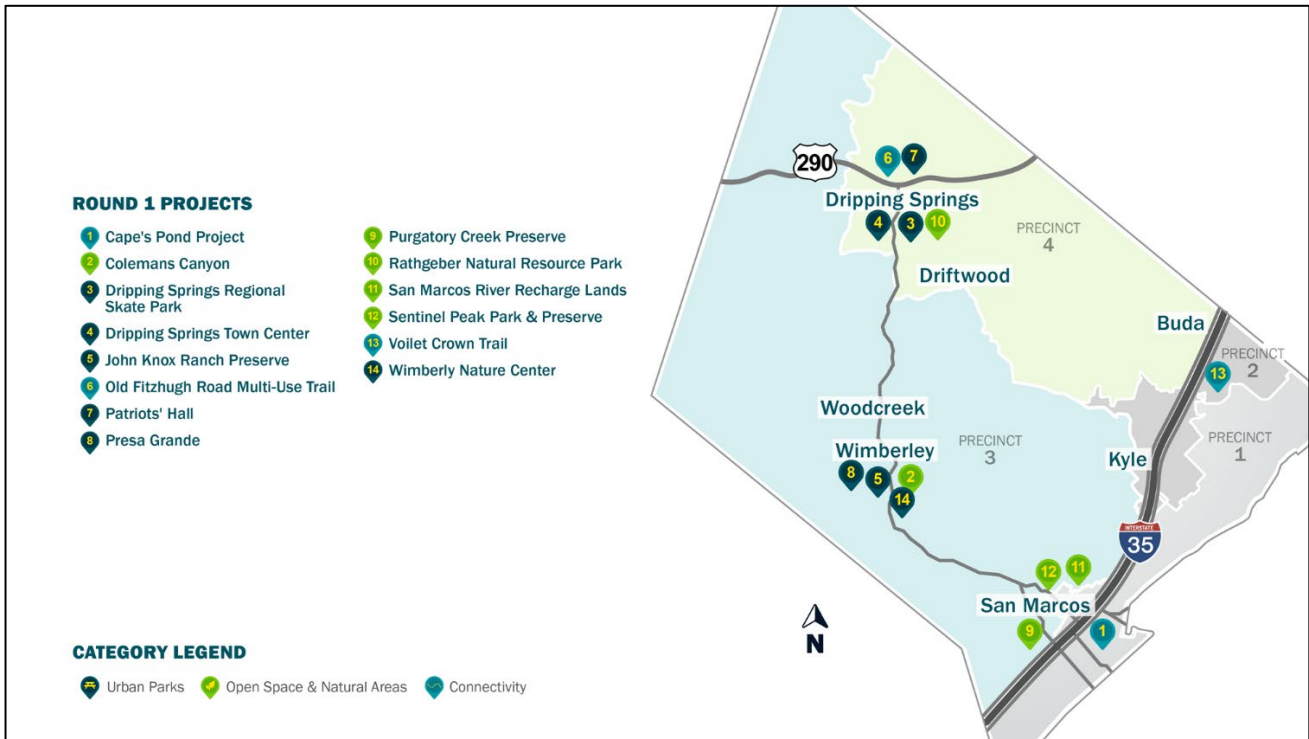 ROUND 1 PROJECTS
1 Cape's Pond Project
2 Colemans Canyon
3 Dripping Springs Regional
Skate Park
4 Dripping Springs Town Center
5 John Knox Ranch Preserve
6 Old Fitzhugh Road Multi-Use Trail
7 Patriots' Hall
8 Presa Grande
9 Purgatory Creek Preserve
10 Rathgeber Natural Resource Park
11 San Marcos River Recharge Lands
12 Sentinel Peak Park & Preserve
13 Voilet Crown Trail
14 Wimberly Nature Center
CATEGORY LEGEND
Urban Parks
Open Space & Natural Areas
Connectivity
290
6
7
Dripping Springs
4
3
10
PRECINCT
4
Driftwood
Buda
PRECINCT
2
13
Woodcreek
Wimberley
PRECINCT
3
Kyle
PRECINCT
1
8
5
2
14
INTERSTATE
35
12
11
San Marcos
9
1
N